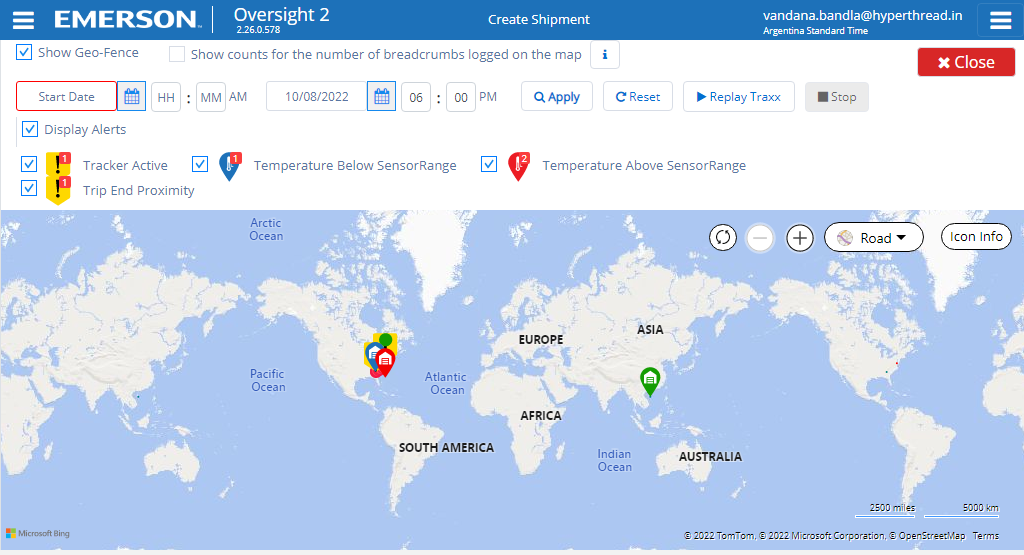 EMERSON Oversight 2 Create Shipment vandana.bandla@hyperthread.in
2.26.0.578 Argentina Standard Time
Show Geo-Fence Show counts for the number of breadcrumbs logged on the map i Close
Start Date HH : MM AM 10/08/2022 06 : 00 PM Apply Reset Replay Traxx Stop
Display Alerts
1 Tracker Active 1 Temperature Below SensorRange 2 Temperature Above SensorRange
1 Trip End Proximity
Arctic
Ocean
Road Icon Info
ASIA
EUROPE
Pacific
Ocean
Atlantic
Ocean
AFRICA
SOUTH AMERICA
Indian
Ocean
AUSTRALIA
2500 miles 5000 km
Microsoft Bing
© 2022 TomTom, © 2022 Microsoft Corporation, © OpenStreetMap Terms